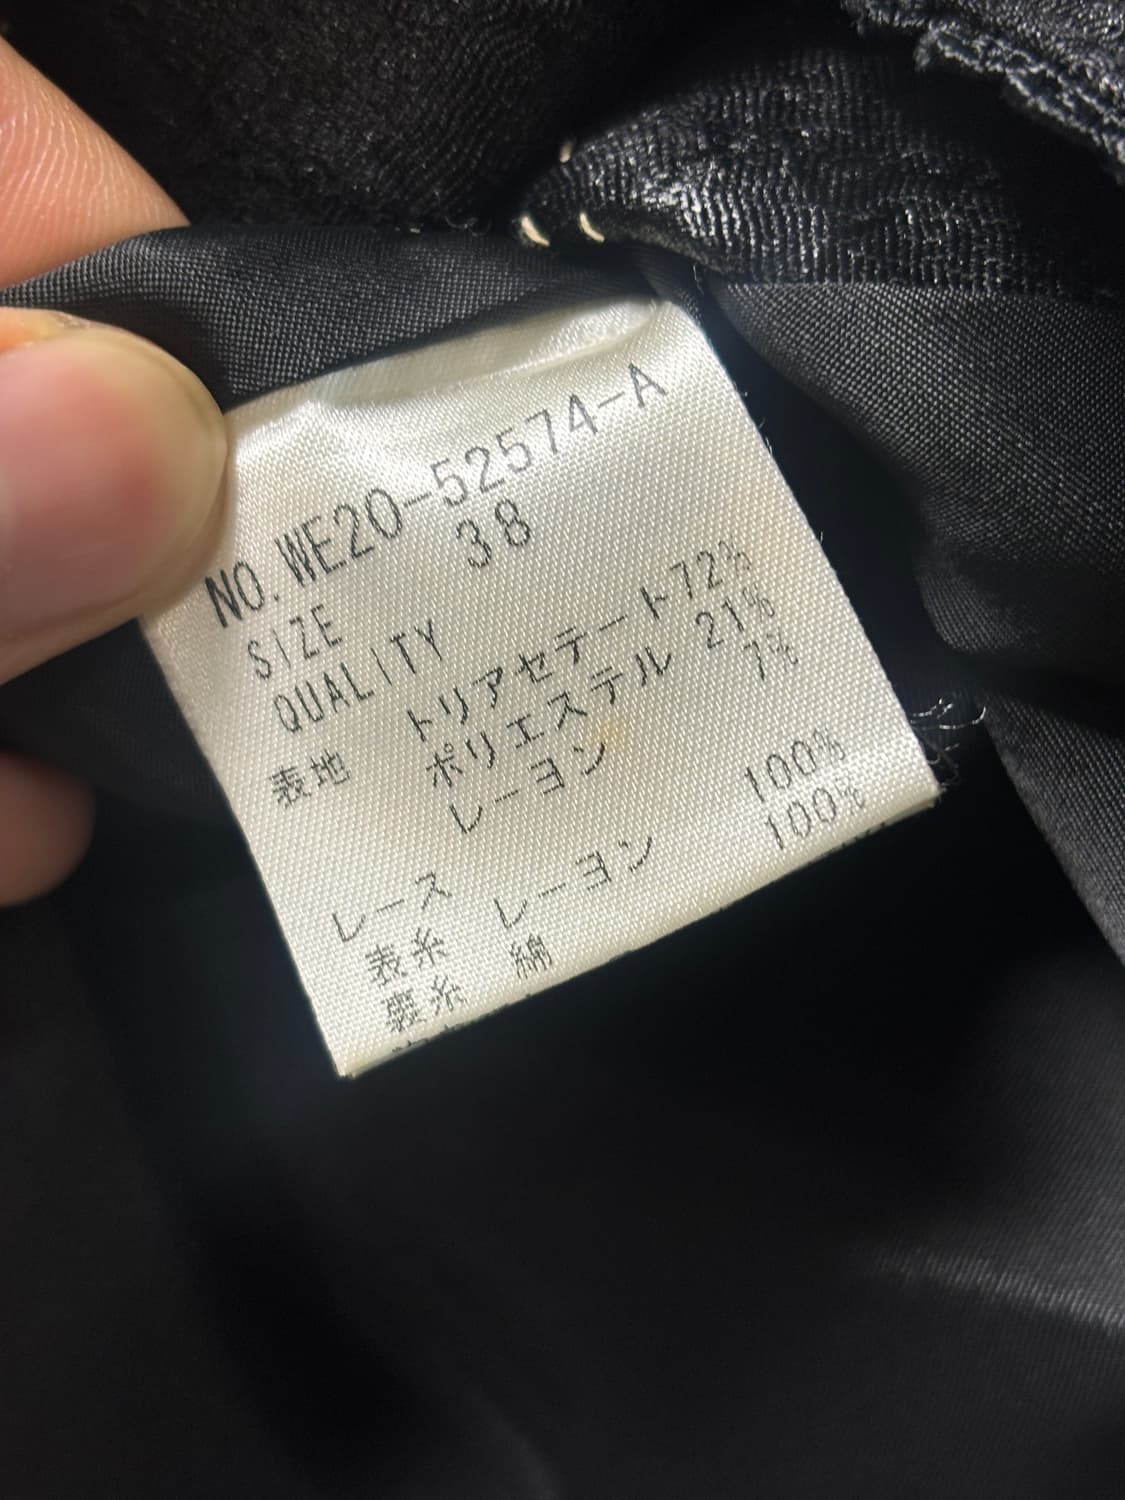 NO. WE20-52574-A
SIZE 38
QUALITY
表地 トリアセテート72%
ポリエステル 21%
レーヨン 7%
レース
表糸 レーヨン 100%
裏糸 綿 100%